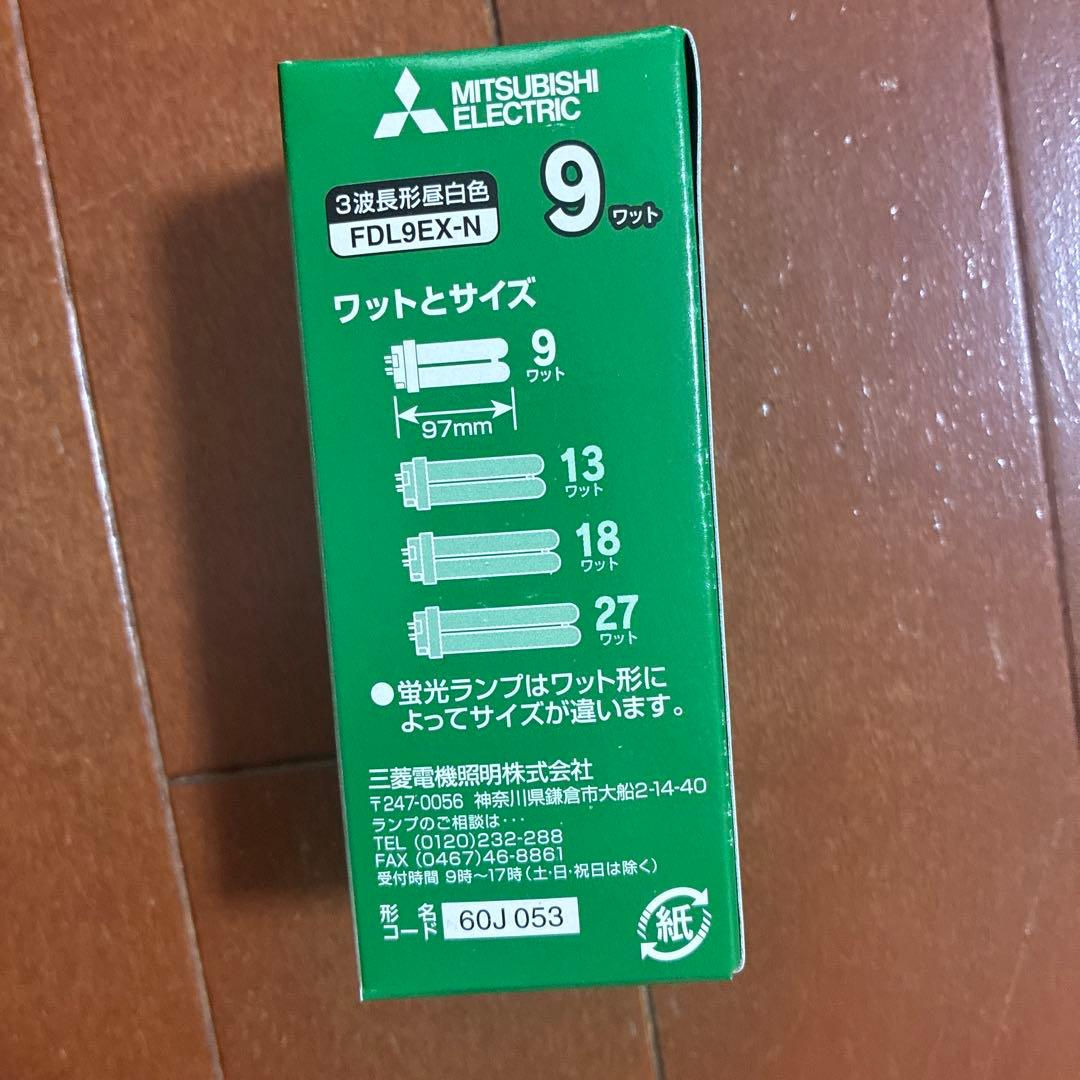 MITSUBISHI
ELECTRIC
3波長形昼白色
FDL9EX-N
9ワット
ワットとサイズ
9
ワット
97mm
13
ワット
18
ワット
27
ワット
●蛍光ランプはワット形に
よってサイズが違います。
三菱電機照明株式会社
〒247-0056 神奈川県鎌倉市大船2-14-40
ランプのご相談は･･･
TEL (0120)232-288
FAX (0467)46-8861
受付時間 9時～17時(土・日・祝日は除く)
形名
コード
60J 053
紙